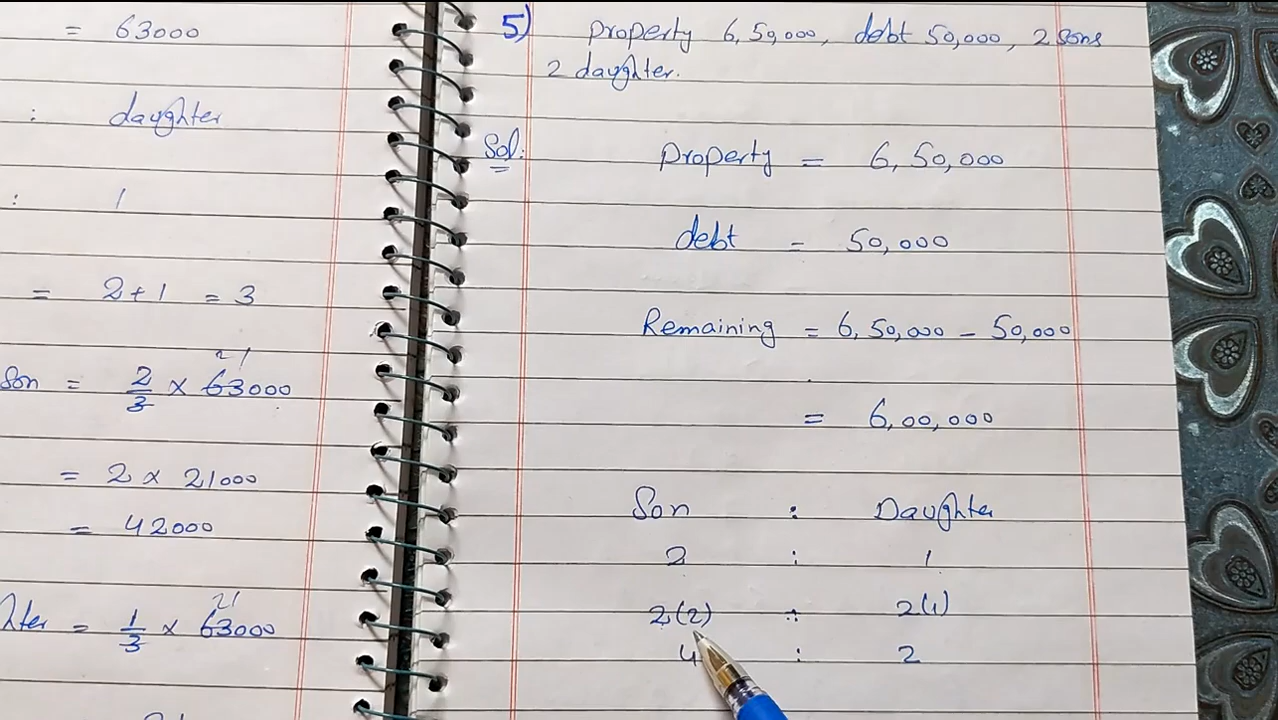 = 63000
: daughter
: 1
= 2 + 1 = 3
Son = 2/3 × 63000
21
= 2 × 21000
= 42000
= 1/3 × 63000
21
5) Property 6,50,000, debt 50,000, 2 sons
2 daughter.
Sol: Property = 6,50,000
debt = 50,000
Remaining = 6,50,000 - 50,000
= 6,00,000
Son : Daughter
2 : 1
2(2) : 2(1)
4 : 2